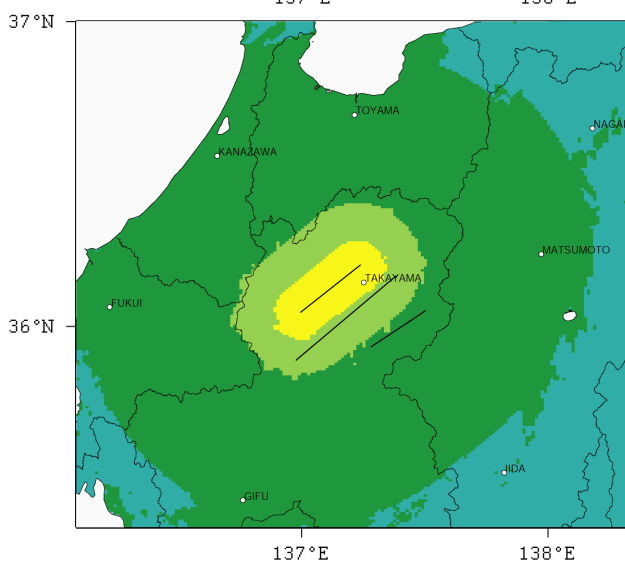 37°N
TOYAMA
NAGA
KANAZAWA
MATSUMOTO
TAKAYAMA
FUKUI
36°N
IIDA
GIFU
137°E
138°E